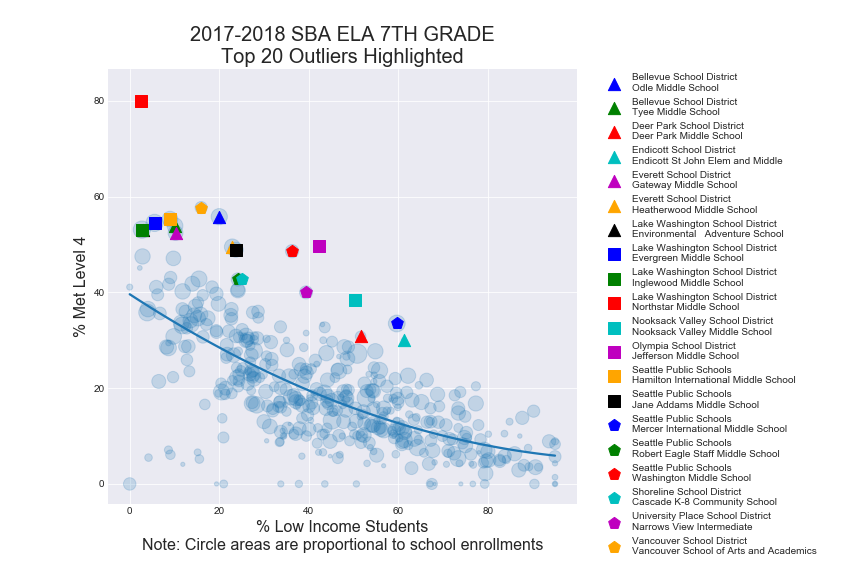 2017-2018 SBA ELA 7TH GRADE
Top 20 Outliers Highlighted
% Met Level 4
80
60
40
20
0
0
20
40
60
80
% Low Income Students
Note: Circle areas are proportional to school enrollments
Bellevue School District
Odle Middle School
Bellevue School District
Tyee Middle School
Deer Park School District
Deer Park Middle School
Endicott School District
Endicott St John Elem and Middle
Everett School District
Gateway Middle School
Everett School District
Heatherwood Middle School
Lake Washington School District
Environmental   Adventure School
Lake Washington School District
Evergreen Middle School
Lake Washington School District
Inglewood Middle School
Lake Washington School District
Northstar Middle School
Nooksack Valley School District
Nooksack Valley Middle School
Olympia School District
Jefferson Middle School
Seattle Public Schools
Hamilton International Middle School
Seattle Public Schools
Jane Addams Middle School
Seattle Public Schools
Mercer International Middle School
Seattle Public Schools
Robert Eagle Staff Middle School
Seattle Public Schools
Washington Middle School
Shoreline School District
Cascade K-8 Community School
University Place School District
Narrows View Intermediate
Vancouver School District
Vancouver School of Arts and Academics